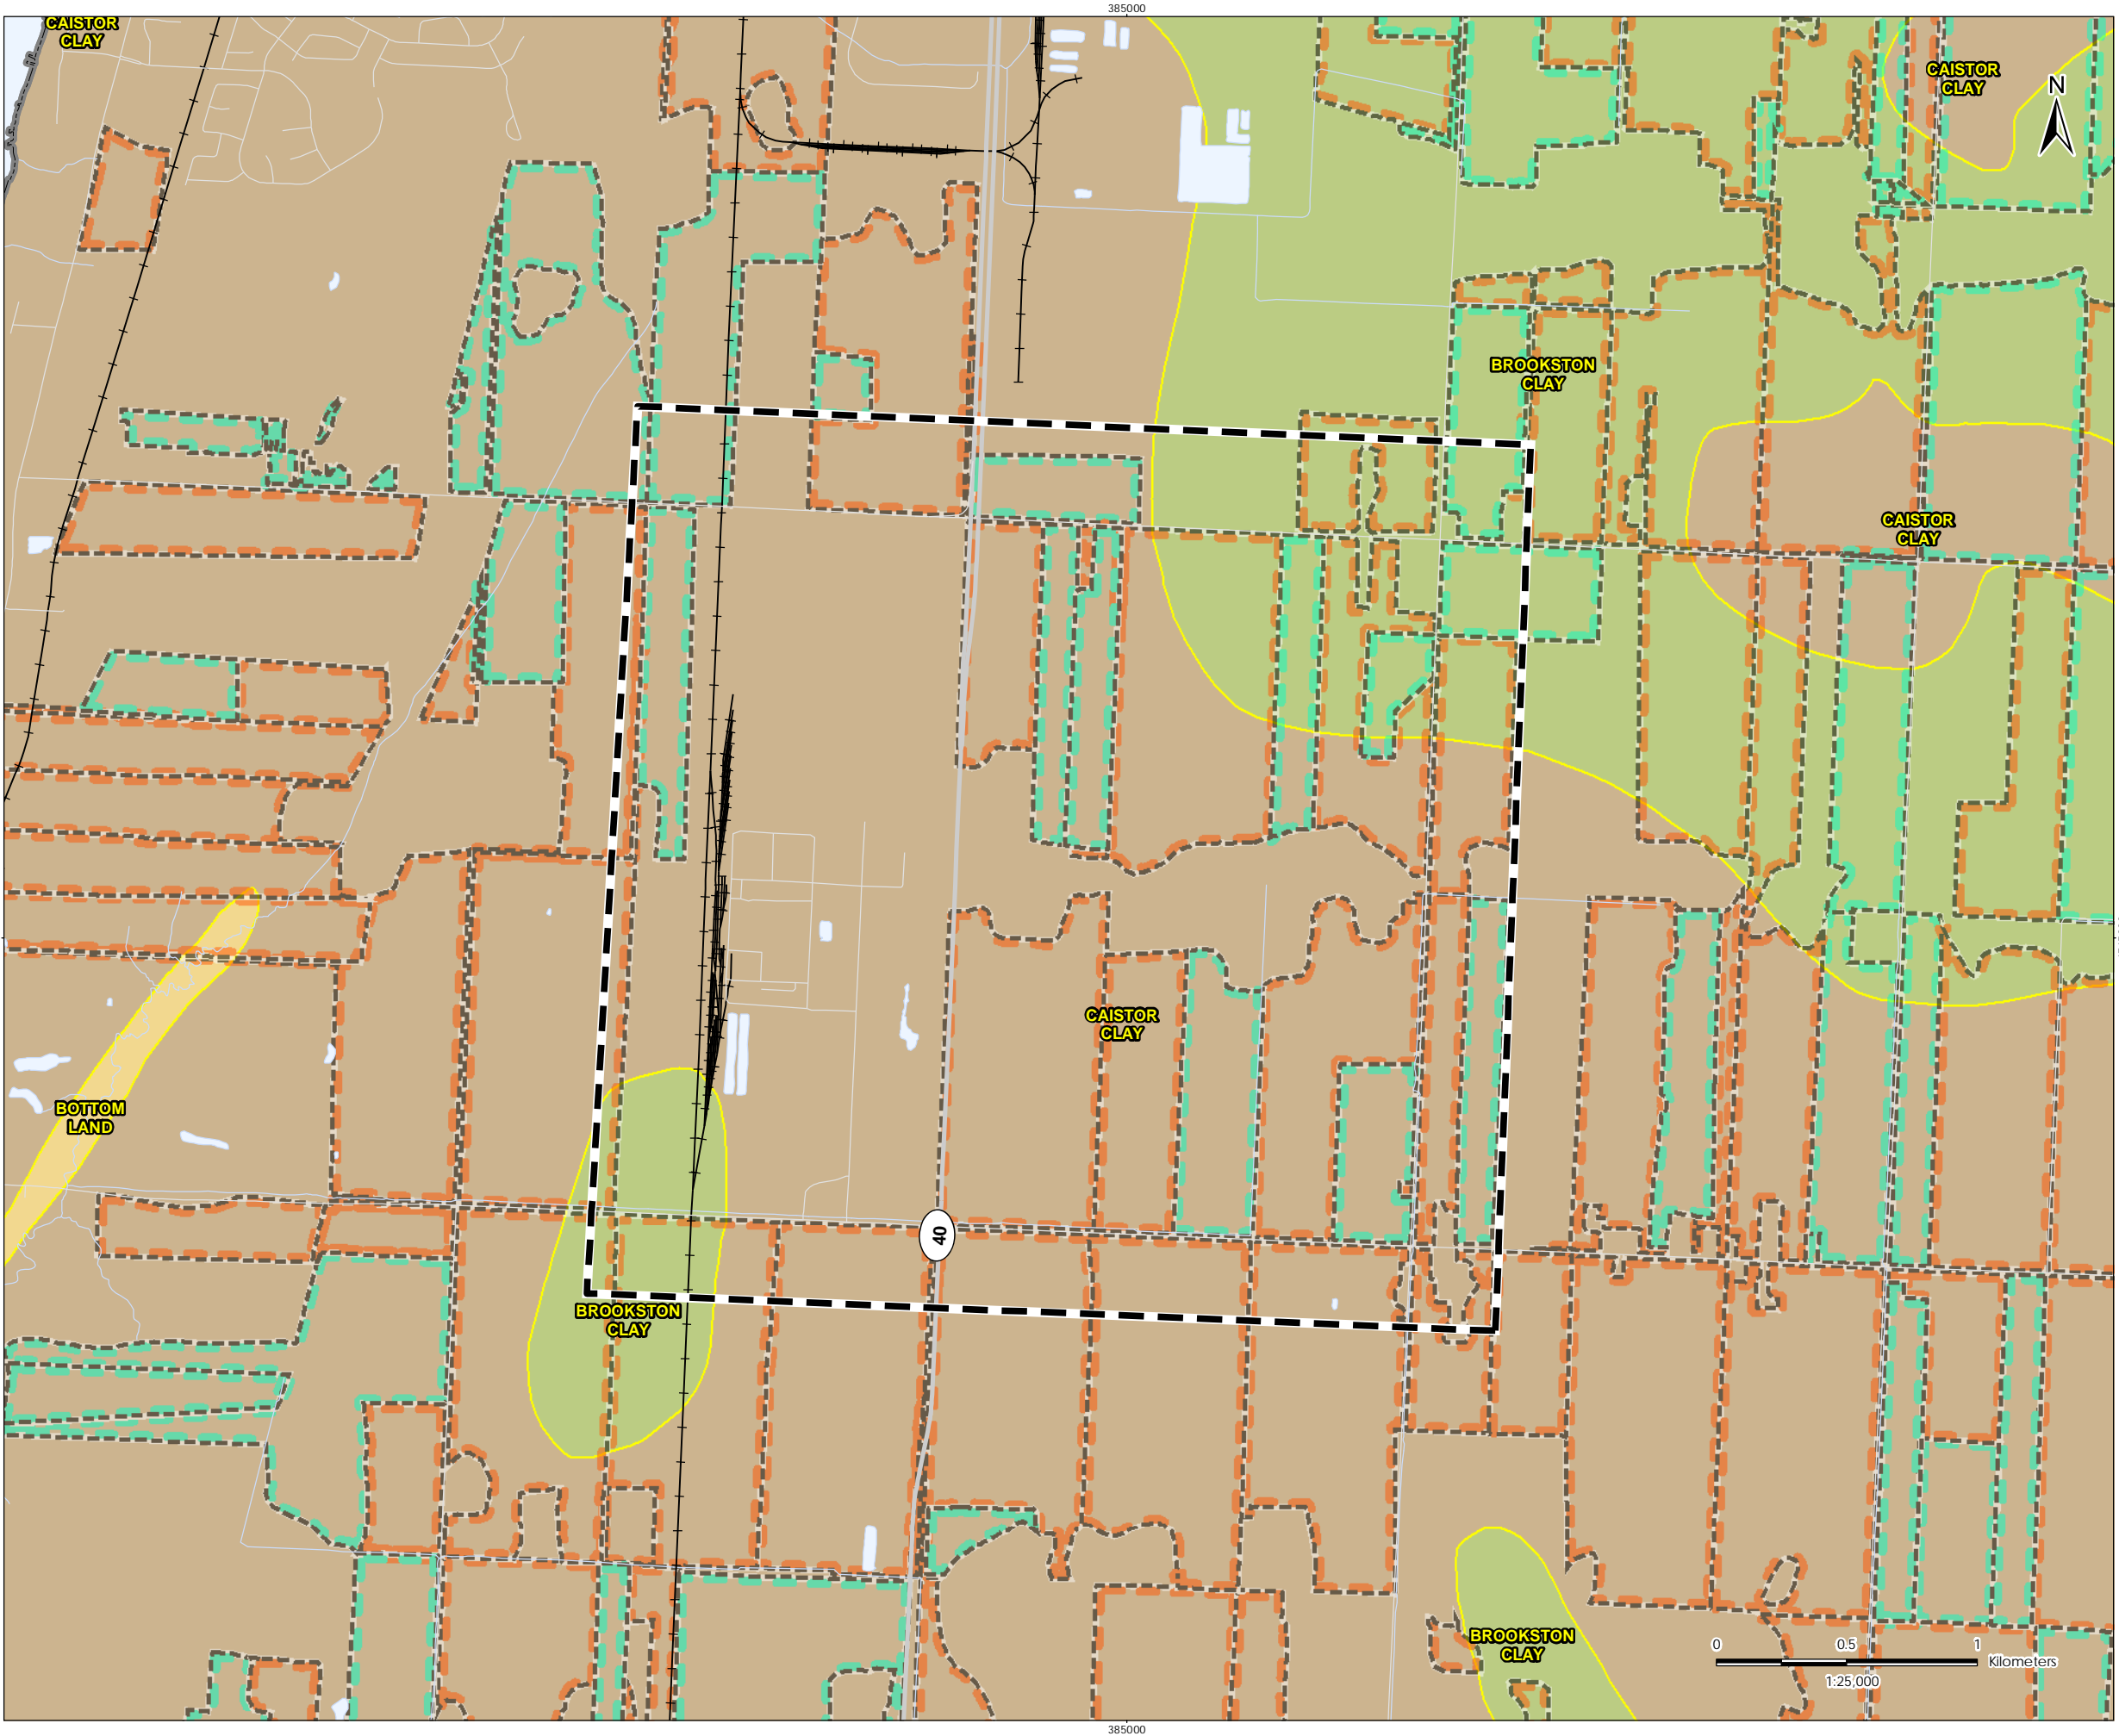 385000
CAISTOR
CLAY
CAISTOR
CLAY
N
BROOKSTON
CLAY
CAISTOR
CLAY
CAISTOR
CLAY
BOTTOM
LAND
40
BROOKSTON
CLAY
BROOKSTON
CLAY
0 0.5 1
Kilometers
1:25,000
385000